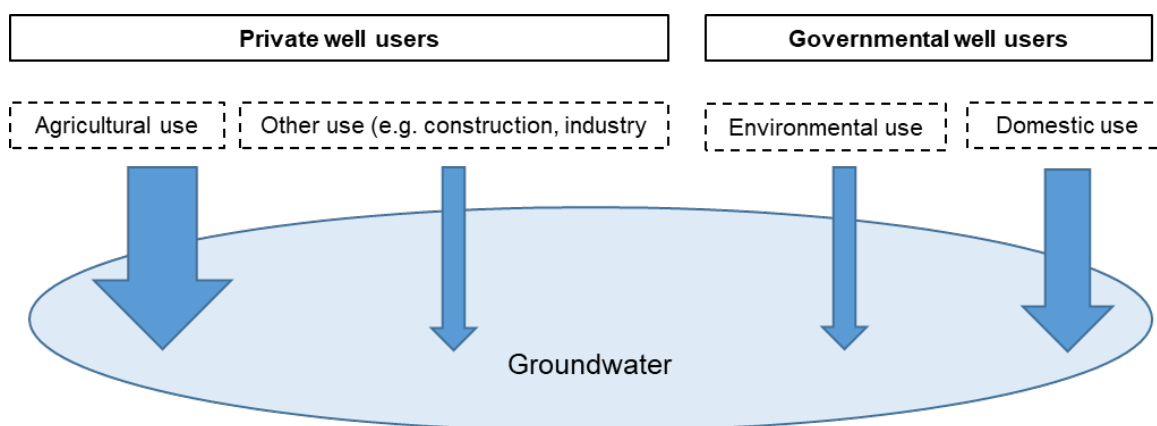 Private well users
Governmental well users
Agricultural use
Other use (e.g. construction, industry
Environmental use
Domestic use
Groundwater